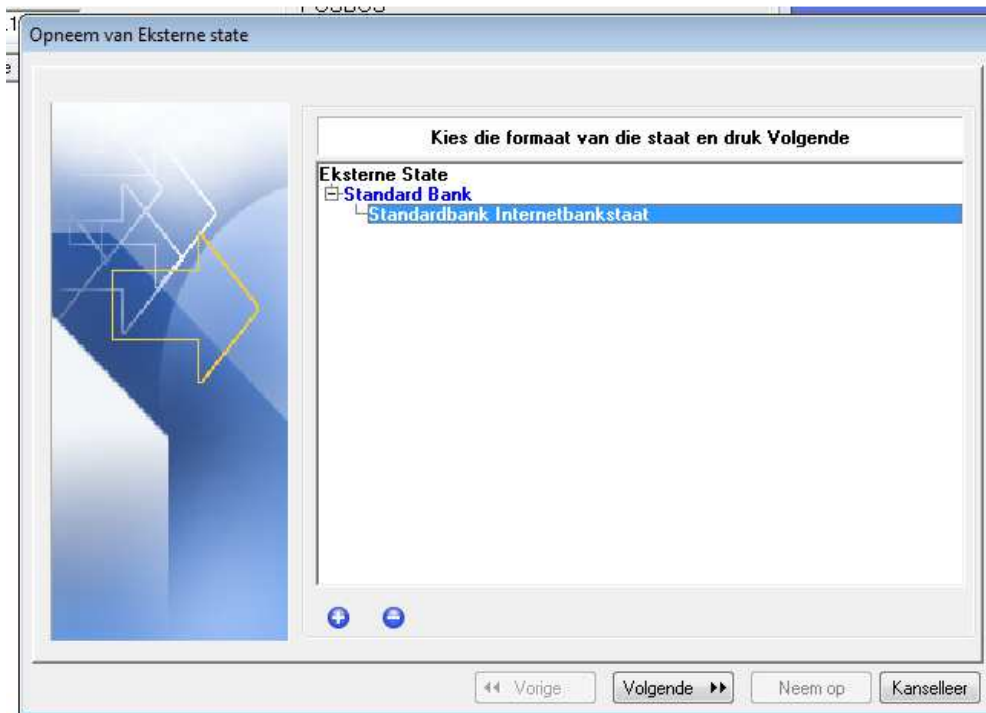 Opneem van Eksterne state
Kies die formaat van die staat en druk Volgende
Eksterne State
Standard Bank
Standardbank Internetbankstaat
Vorige
Volgende
Neem op
Kanselleer